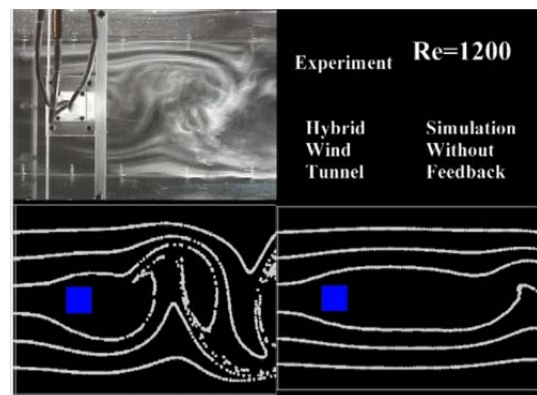 Experiment Re=1200
Hybrid Simulation
Wind Without
Tunnel Feedback